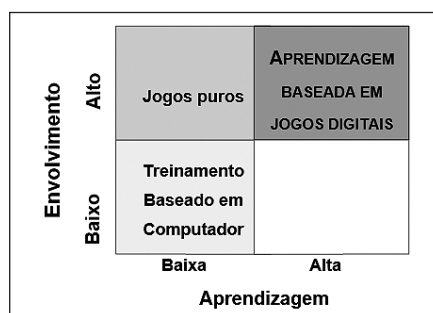 Envolvimento
Alto
Baixo
Jogos puros
APRENDIZAGEM
BASEADA EM
JOGOS DIGITAIS
Treinamento
Baseado em
Computador
Baixa
Alta
Aprendizagem